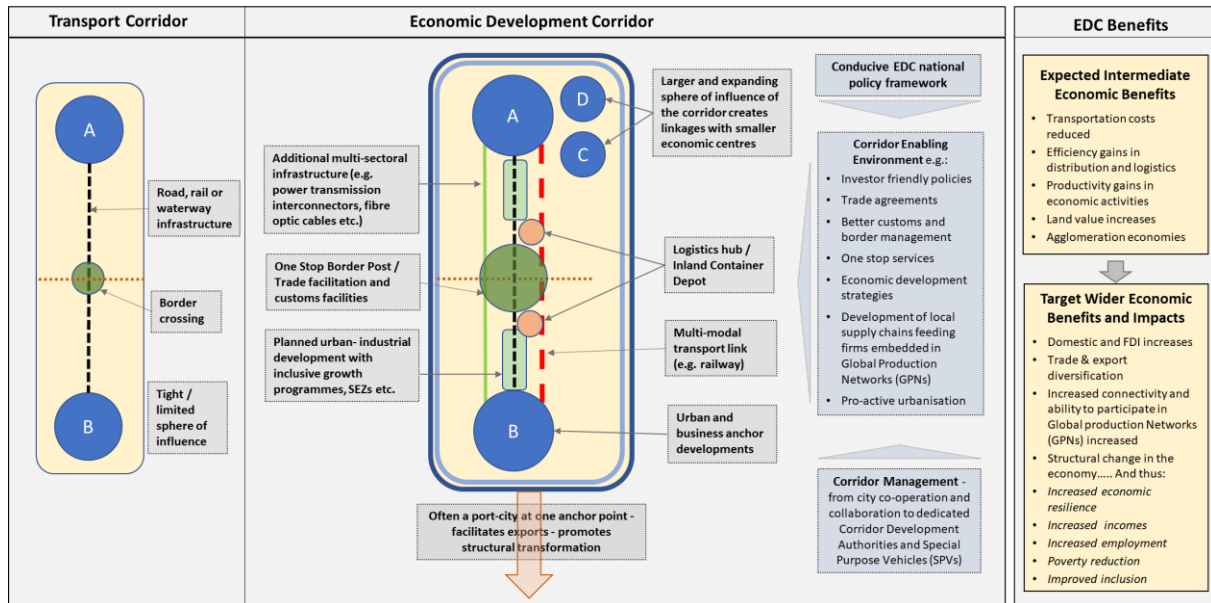 Transport Corridor
A
Road, rail or
waterway
infrastructure
Border
crossing
B
Tight /
limited
sphere of
influence
Economic Development Corridor
A
D
C
Larger and expanding
sphere of influence of
the corridor creates
linkages with smaller
economic centres
Additional multi-sectoral
infrastructure (e.g.
power transmission
interconnectors, fibre
optic cables etc.)
One Stop Border Post /
Trade facilitation and
customs facilities
Logistics hub /
Inland Container
Depot
Planned urban- industrial
development with
inclusive growth
programmes, SEZs etc.
Multi-modal
transport link
(e.g. railway)
B
Urban and
business anchor
developments
Often a port-city at one anchor point -
facilitates exports - promotes
structural transformation
Conducive EDC national
policy framework
Corridor Enabling
Environment e.g.:
• Investor friendly policies
• Trade agreements
• Better customs and
border management
• One stop services
• Economic development
strategies
• Development of local
supply chains feeding
firms embedded in
Global Production
Networks (GPNs)
• Pro-active urbanisation
Corridor Management -
from city co-operation and
collaboration to dedicated
Corridor Development
Authorities and Special
Purpose Vehicles (SPVs)
EDC Benefits
Expected Intermediate
Economic Benefits
• Transportation costs
reduced
• Efficiency gains in
distribution and logistics
• Productivity gains in
economic activities
• Land value increases
• Agglomeration economies
Target Wider Economic
Benefits and Impacts
• Domestic and FDI increases
• Trade & export
diversification
• Increased connectivity and
ability to participate in
Global production Networks
(GPNs) increased
• Structural change in the
economy..... And thus:
• Increased economic
resilience
• Increased incomes
• Increased employment
• Poverty reduction
• Improved inclusion